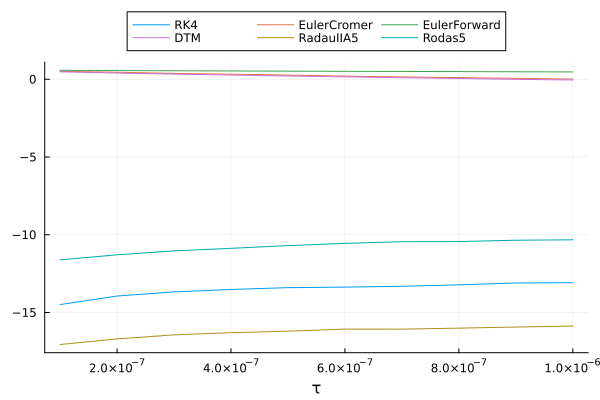 RK4 EulerCromer EulerForward
DTM RadauIIA5 Rodas5
0
−5
−10
−15
2.0×10⁻⁷ 4.0×10⁻⁷ 6.0×10⁻⁷ 8.0×10⁻⁷ 1.0×10⁻⁶
τ